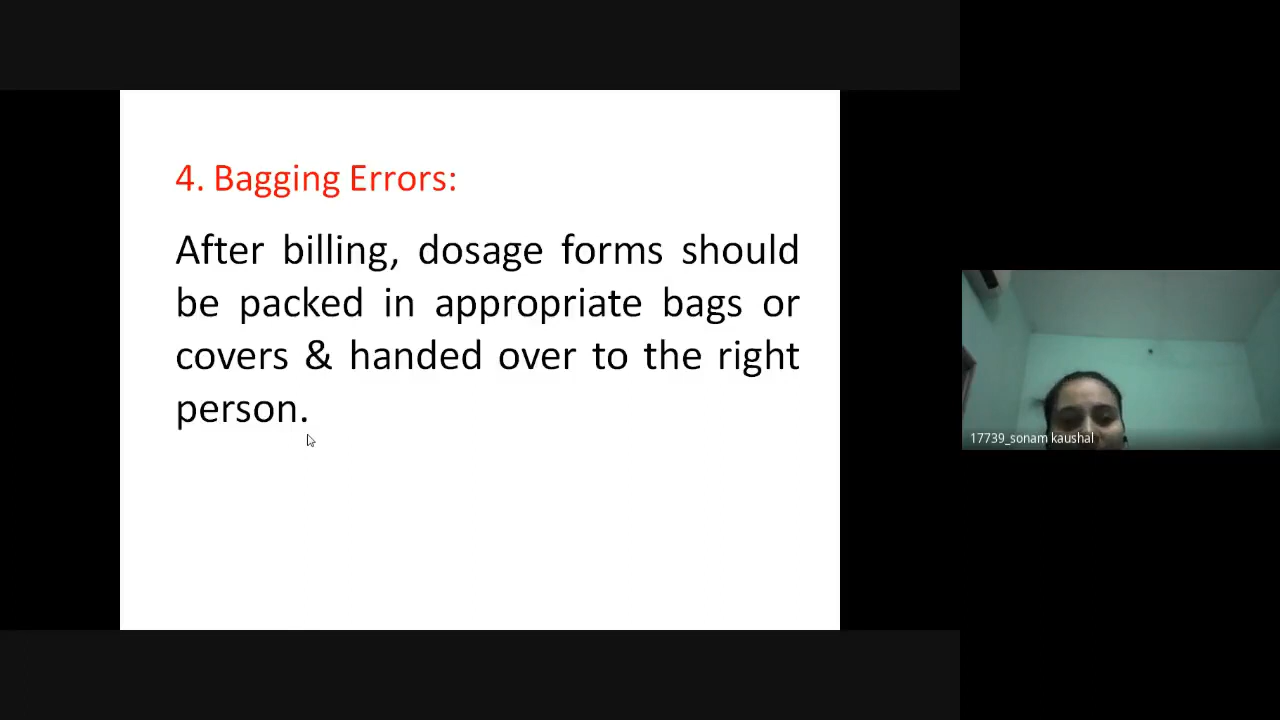 4. Bagging Errors:
After billing, dosage forms should
be packed in appropriate bags or
covers & handed over to the right
person.
17739_sonam kaushal